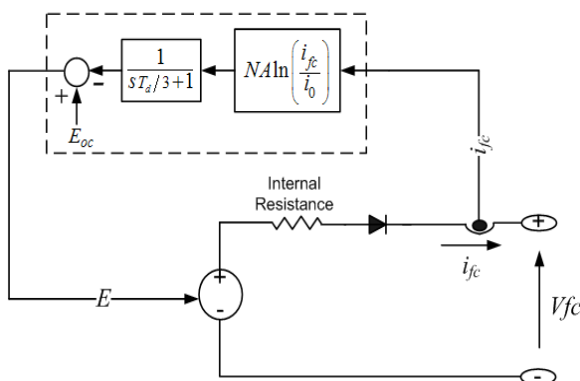 1
sT_d/3+1
NA ln(i_fc/i_0)
+
-
E_oc
i_fc
Internal
Resistance
+
+
-
i_fc
E
Vfc
-